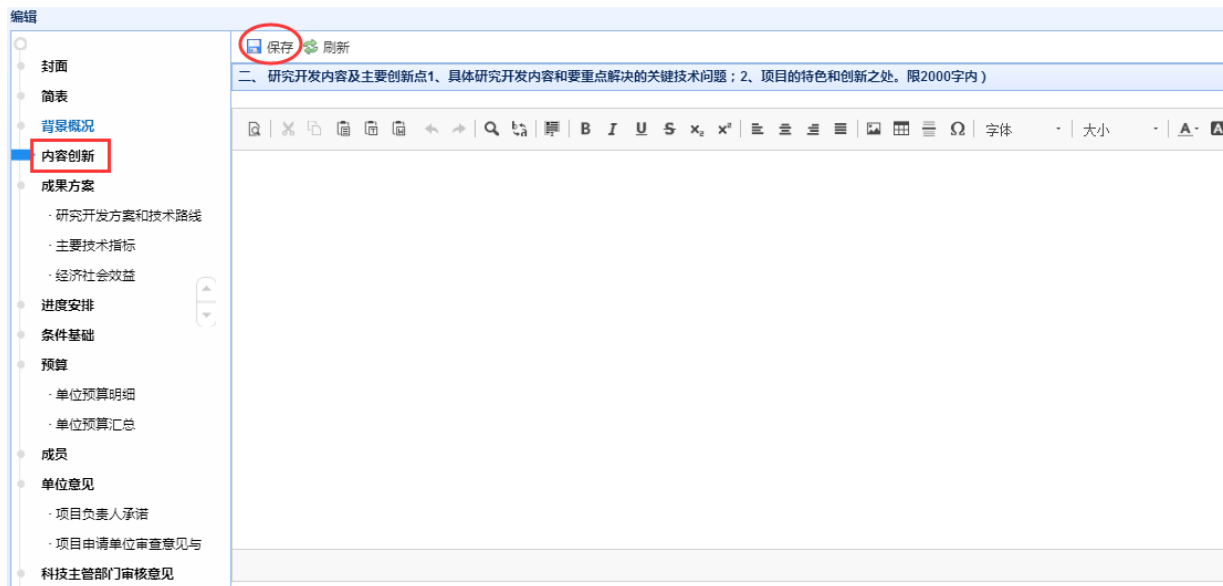 编辑
保存 刷新
封面
二、 研究开发内容及主要创新点1、具体研究开发内容和要重点解决的关键技术问题；2、项目的特色和创新之处。限2000字内）
简表
背景概况
B I U S x₂ x² Ω 字体 大小 A A
内容创新
成果方案
· 研究开发方案和技术路线
· 主要技术指标
· 经济社会效益
进度安排
条件基础
预算
· 单位预算明细
· 单位预算汇总
成员
单位意见
· 项目负责人承诺
· 项目申请单位审查意见与
科技主管部门审核意见